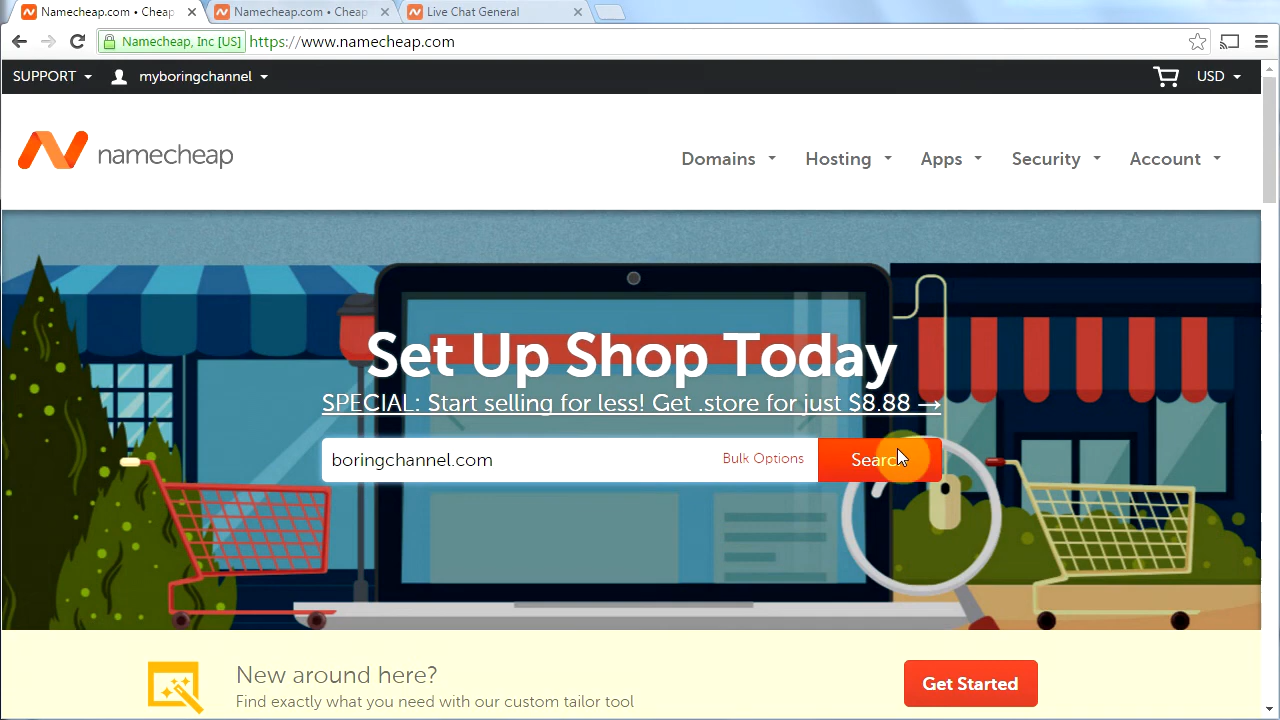 Namecheap.com • Cheap
Namecheap.com • Cheap
Live Chat General
Namecheap, Inc [US]
https://www.namecheap.com
SUPPORT
myboringchannel
USD
namecheap
Domains
Hosting
Apps
Security
Account
Set Up Shop Today
SPECIAL: Start selling for less! Get .store for just $8.88 →
boringchannel.com
Bulk Options
Search
New around here?
Find exactly what you need with our custom tailor tool
Get Started